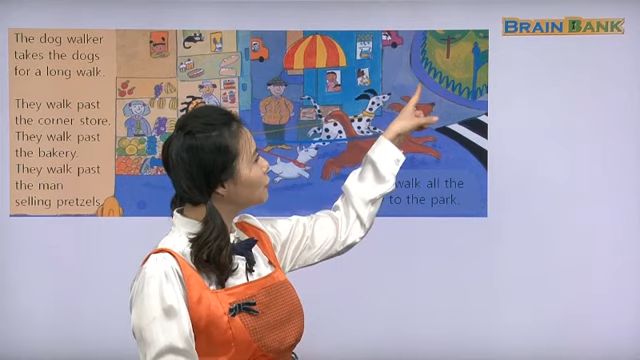 BRAIN BANK
The dog walker
takes the dogs
for a long walk.
They walk past
the corner store.
They walk past
the bakery.
They walk past
the man
selling pretzels.
walk all the
to the park.